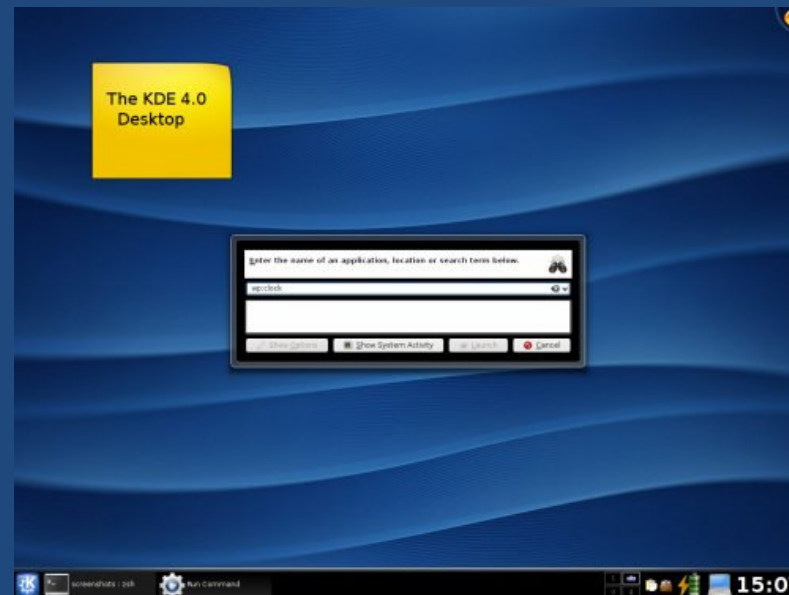 The KDE 4.0
Desktop
Enter the name of an application, location or search term below.
wp:clock
Show Options
Show System Activity
Launch
Cancel
screenshots : zsh
Run Command
15:0